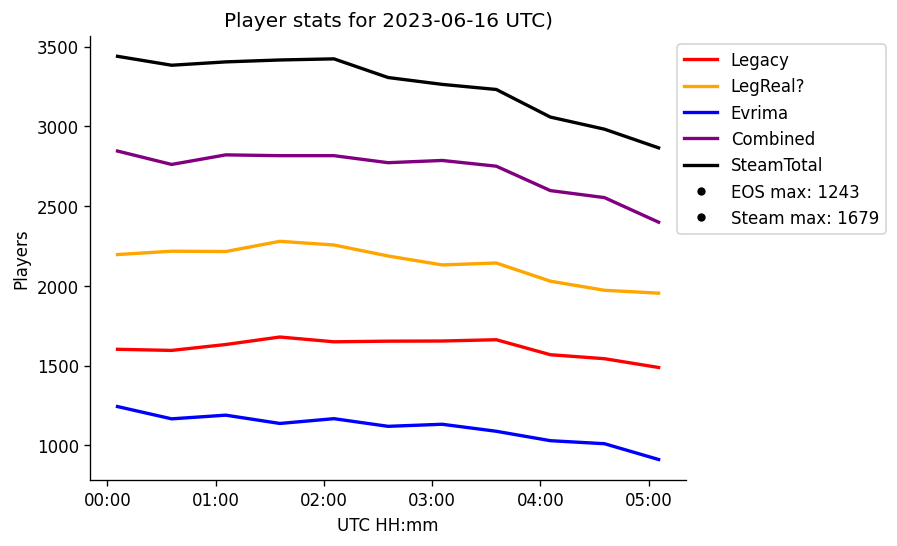 Player stats for 2023-06-16 UTC)
3500
3000
2500
2000
1500
1000
Players
00:00 01:00 02:00 03:00 04:00 05:00
UTC HH:mm
Legacy
LegReal?
Evrima
Combined
SteamTotal
EOS max: 1243
Steam max: 1679